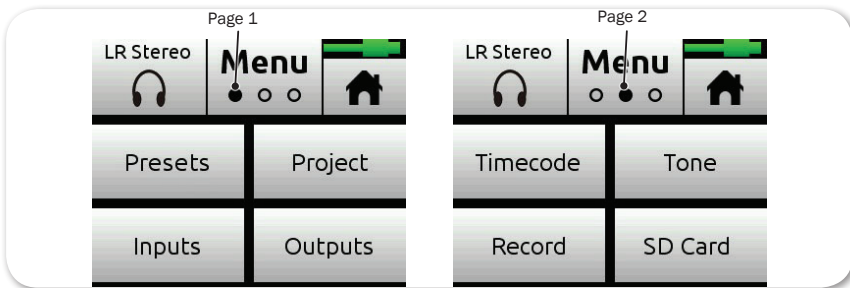 Page 1
LR Stereo
Menu
Presets
Project
Inputs
Outputs
Page 2
LR Stereo
Menu
Timecode
Tone
Record
SD Card